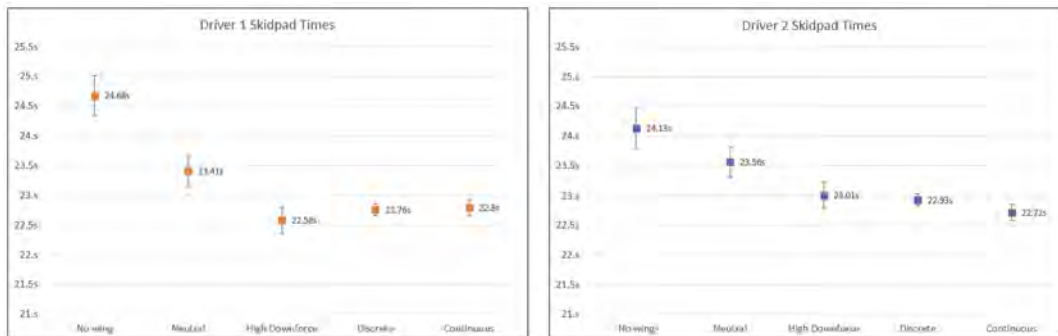 Driver 1 Skidpad Times
25.5s
25.s
24.5s
24.s
23.5s
23.s
22.5s
22.s
21.5s
21.s
24.68s
23.41s
22.58s
22.76s
22.8s
No wing
Neutral
High Downforce
Discrete
Continuous
Driver 2 Skidpad Times
25.5s
25.s
24.5s
24.s
23.5s
23.s
22.5s
22.s
21.5s
21.s
24.13s
23.56s
23.01s
22.93s
22.72s
No wing
Neutral
High Downforce
Discrete
Continuous